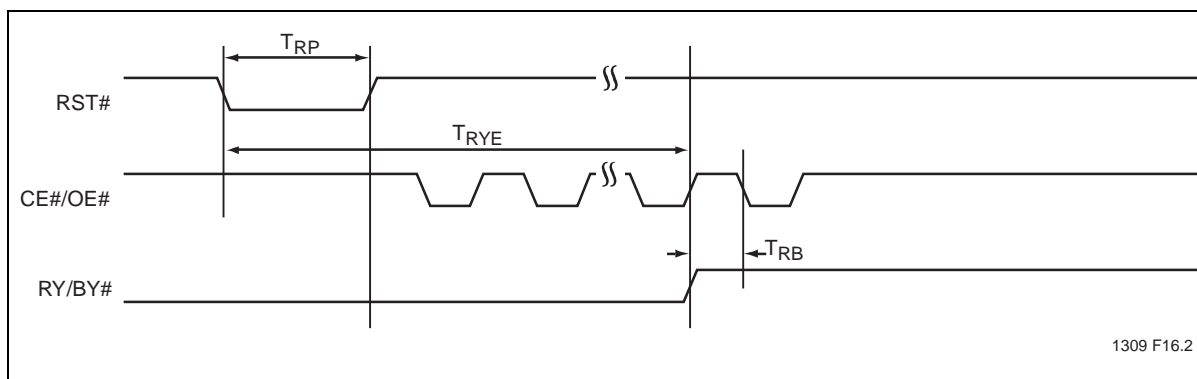 TRP
RST#
TRYE
CE#/OE#
TRB
RY/BY#
1309 F16.2